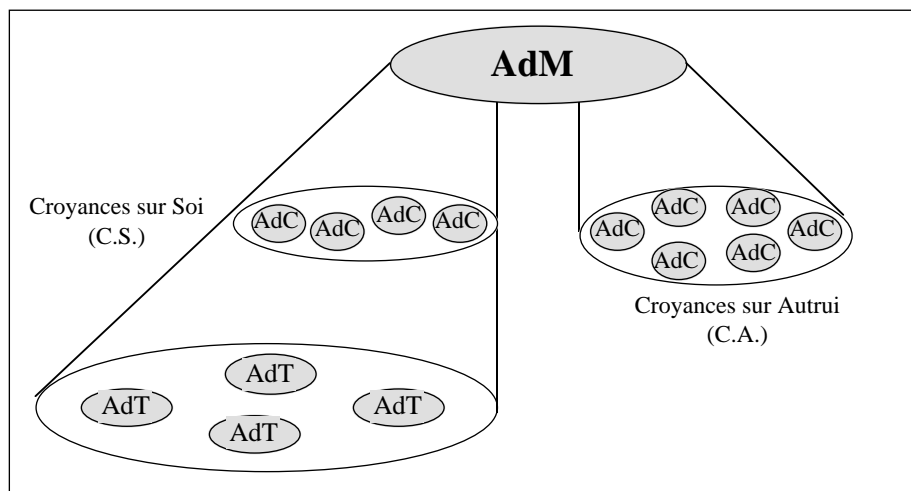 AdM
Croyances sur Soi
(C.S.)
AdC AdC AdC AdC
AdC AdC AdC AdC
AdC AdC
Croyances sur Autrui
(C.A.)
AdT
AdT AdT
AdT